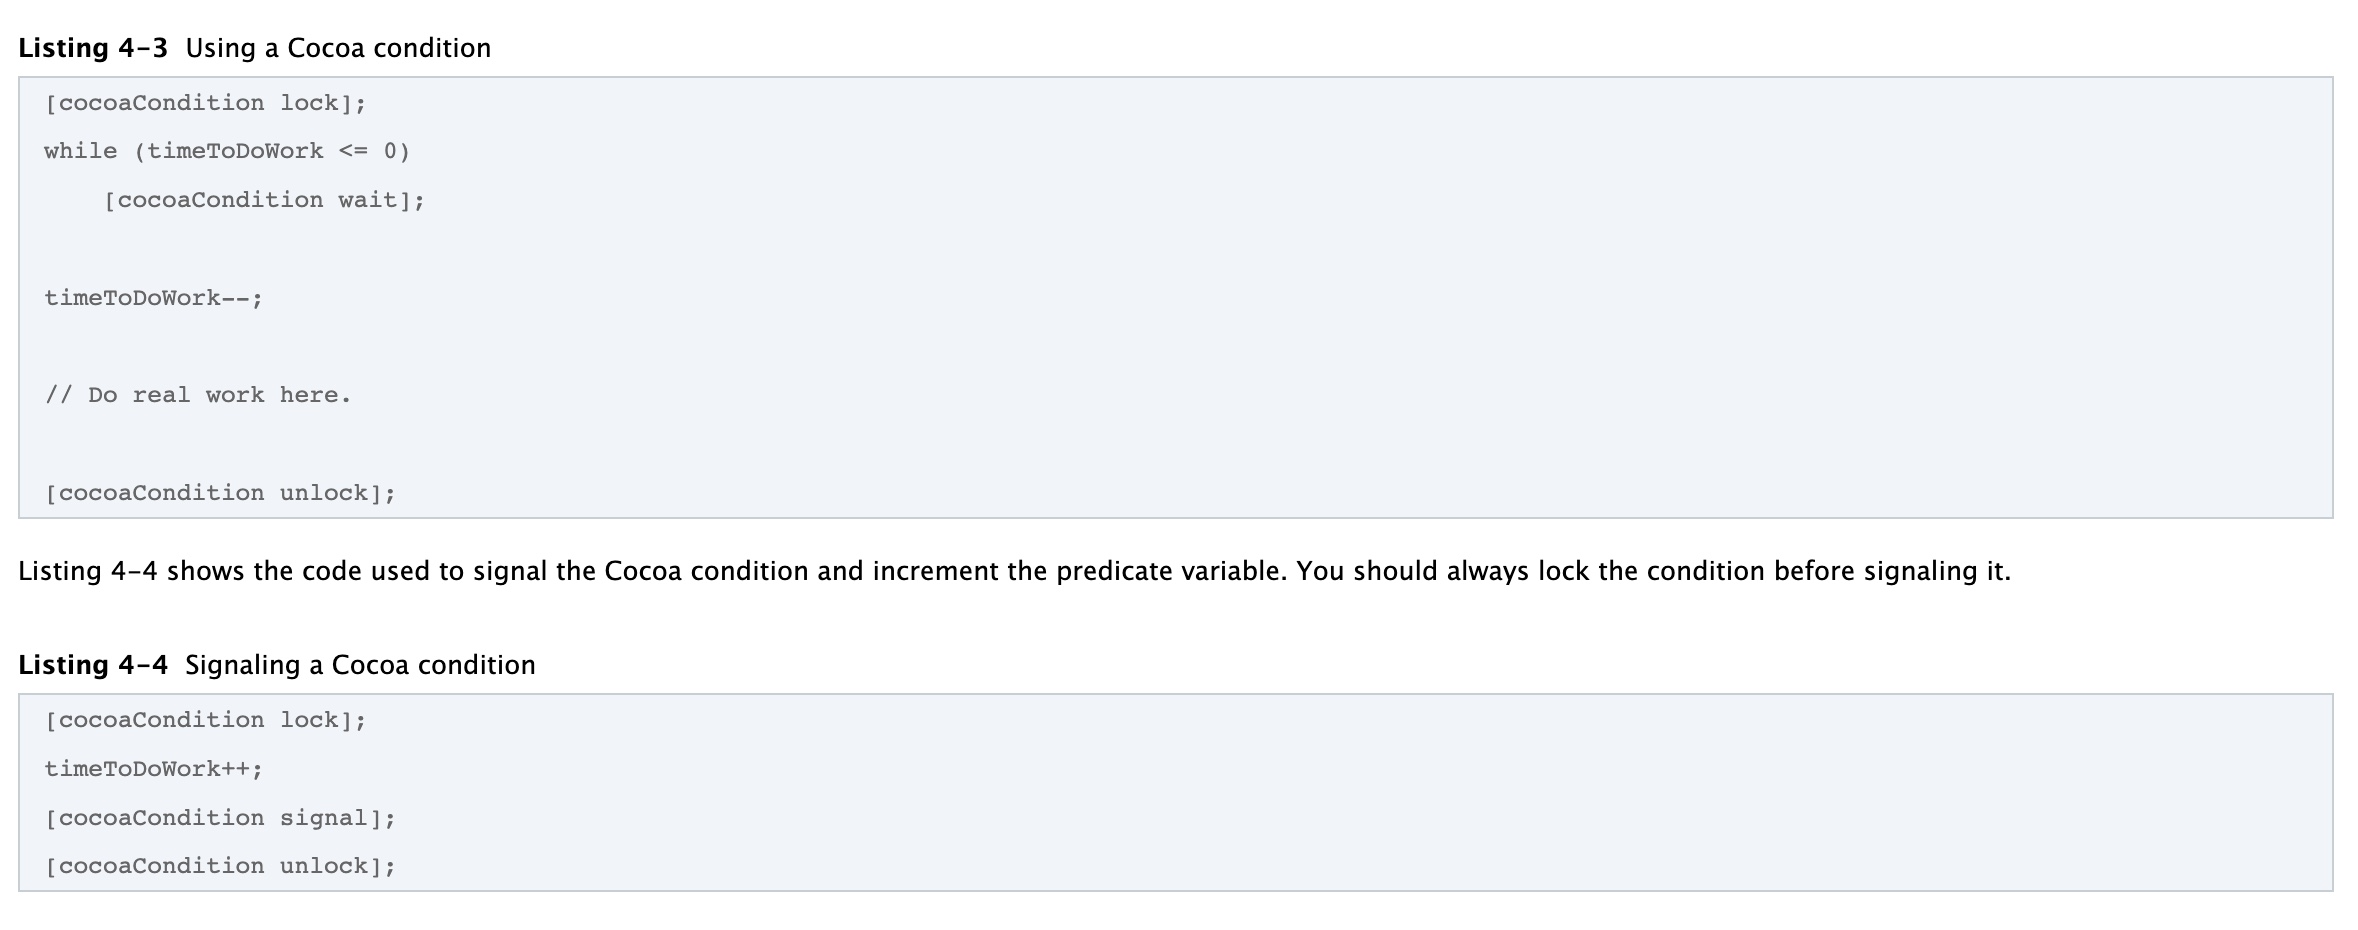 Listing 4-3 Using a Cocoa condition
[cocoaCondition lock];
while (timeToDoWork <= 0)
    [cocoaCondition wait];
timeToDoWork--;
// Do real work here.
[cocoaCondition unlock];
Listing 4-4 shows the code used to signal the Cocoa condition and increment the predicate variable. You should always lock the condition before signaling it.
Listing 4-4 Signaling a Cocoa condition
[cocoaCondition lock];
timeToDoWork++;
[cocoaCondition signal];
[cocoaCondition unlock];